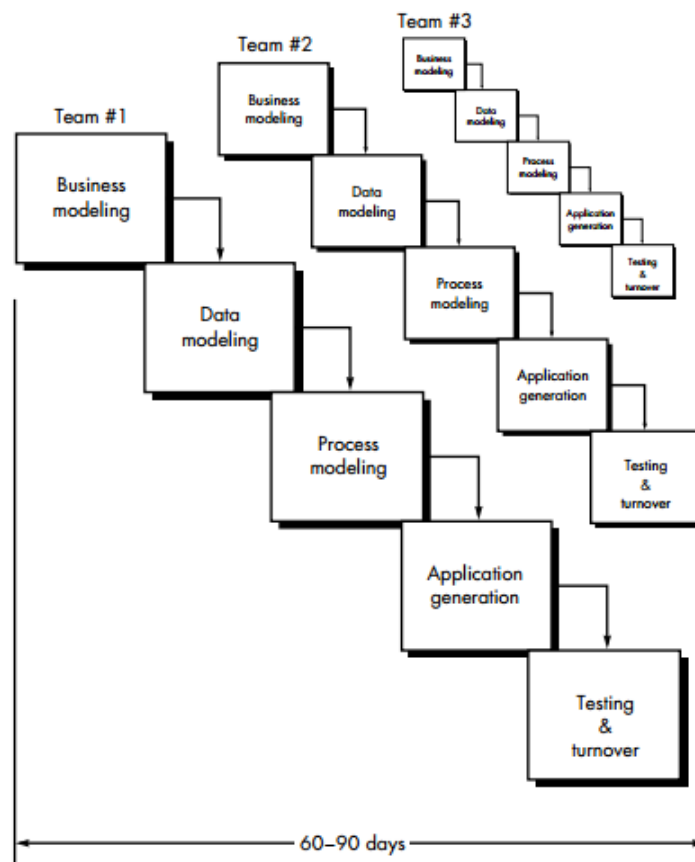 Team #1
Business
modeling
Data
modeling
Process
modeling
Application
generation
Testing
&
turnover
Team #2
Business
modeling
Data
modeling
Process
modeling
Application
generation
Testing
&
turnover
Team #3
Business
modeling
Data
modeling
Process
modeling
Application
generation
Testing
&
turnover
60–90 days